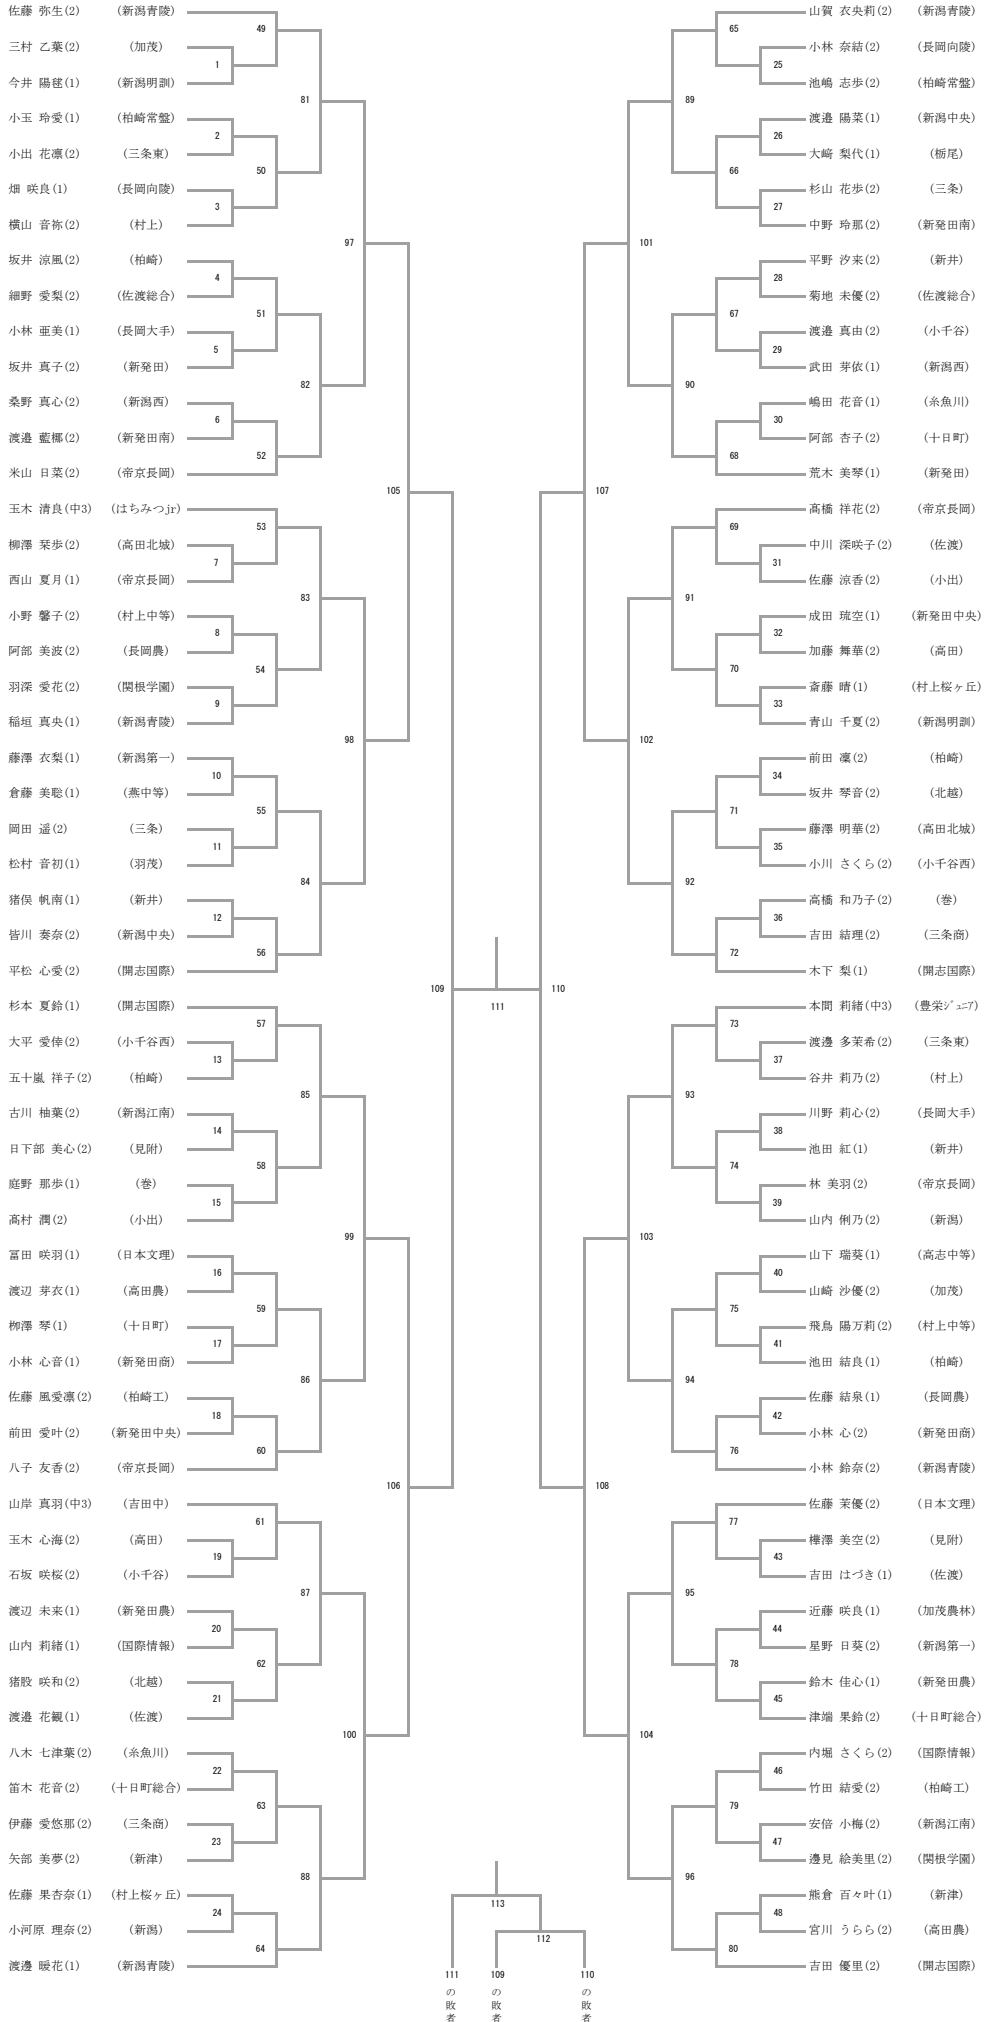 佐藤 弥生(2) (新潟青陵)
三村 乙葉(2) (加茂)
今井 陽毬(2) (新潟明訓)
小玉 玲愛(1) (柏崎常盤)
小出 花凛(2) (三条東)
畑 咲良(1) (長岡向陵)
横山 音祢(2) (村上)
坂井 涼風(2) (柏崎)
細野 愛梨(2) (佐渡総合)
小林 亜美(1) (長岡大手)
坂井 真子(2) (新発田)
桑野 真心(2) (新潟西)
渡邉 藍梛(2) (新発田南)
米山 日菜(2) (帝京長岡)
玉木 清良(中3) (はちみつjr)
柳澤 栞歩(2) (高田北城)
西山 夏月(1) (帝京長岡)
小野 馨子(2) (村上中等)
阿部 美波(2) (長岡農)
羽深 愛花(2) (関根学園)
稲垣 真央(1) (新潟青陵)
藤澤 衣梨(1) (新潟第一)
倉藤 美聡(1) (燕中等)
岡田 遥(2) (三条)
松村 音初(1) (羽茂)
猪俣 帆南(1) (新井)
皆川 奏奈(2) (新潟中央)
平松 心愛(2) (開志国際)
杉本 夏鈴(1) (開志国際)
大平 愛倖(2) (小千谷西)
五十嵐 祥子(2) (柏崎)
古川 柚葉(2) (新潟江南)
日下部 美心(2) (見附)
庭野 那歩(1) (巻)
髙村 潤(2) (小出)
冨田 咲羽(1) (日本文理)
渡辺 芽衣(1) (高田農)
栁澤 琴(1) (十日町)
小林 心音(1) (新発田商)
佐藤 風愛凛(2) (柏崎工)
前田 愛叶(2) (新発田中央)
八子 友香(2) (帝京長岡)
山岸 真羽(中3) (吉田中)
玉木 心海(2) (高田)
石坂 咲桜(2) (小千谷)
渡辺 未来(1) (新発田農)
山内 莉緒(1) (国際情報)
猪股 咲和(2) (北越)
渡邉 花観(1) (佐渡)
八木 七津葉(2) (糸魚川)
笛木 花音(2) (十日町総合)
伊藤 愛悠那(2) (三条商)
矢部 美夢(2) (新津)
佐藤 果杏奈(1) (村上桜ヶ丘)
小河原 理奈(2) (新潟)
渡邊 暖花(1) (新潟青陵)
49
1
81
2
50
3
97
4
51
5
82
6
52
105
53
7
83
8
54
9
98
10
55
11
84
12
56
109
57
13
85
14
58
15
99
16
59
17
86
18
60
106
61
19
87
20
62
21
100
22
63
23
88
24
64
111
113
112
111の敗者
109の敗者
110の敗者
山賀 衣央莉(2) (新潟青陵)
小林 奈結(2) (長岡向陵)
池嶋 志歩(2) (柏崎常盤)
渡邉 陽菜(1) (新潟中央)
大﨑 梨代(1) (栃尾)
杉山 花歩(2) (三条)
中野 玲那(2) (新発田南)
平野 汐来(2) (新井)
菊地 未優(2) (佐渡総合)
渡邉 真由(2) (小千谷)
武田 芽依(1) (新潟西)
嶋田 花音(1) (糸魚川)
阿部 杏子(2) (十日町)
荒木 美琴(1) (新発田)
髙橋 祥花(2) (帝京長岡)
中川 深咲子(2) (佐渡)
佐藤 涼香(2) (小出)
成田 琉空(1) (新発田中央)
加藤 舞華(2) (高田)
斎藤 晴(1) (村上桜ヶ丘)
青山 千夏(2) (新潟明訓)
前田 凜(2) (柏崎)
坂井 琴音(2) (北越)
藤澤 明華(2) (高田北城)
小川 さくら(2) (小千谷西)
高橋 和乃子(2) (巻)
吉田 結理(2) (三条商)
木下 梨(1) (開志国際)
本間 莉緒(中3) (豊栄ｼﾞｭﾆｱ)
渡邊 多茉希(2) (三条東)
谷井 莉乃(2) (村上)
川野 莉心(2) (長岡大手)
池田 紅(1) (新井)
林 美羽(2) (帝京長岡)
山内 俐乃(2) (新潟)
山下 瑞葵(1) (高志中等)
山崎 沙優(2) (加茂)
飛鳥 陽万莉(2) (村上中等)
池田 結良(1) (柏崎)
佐藤 結泉(1) (長岡農)
小林 心(2) (新発田商)
小林 鈴奈(2) (新潟青陵)
佐藤 茉優(2) (日本文理)
樺澤 美空(2) (見附)
吉田 はづき(1) (佐渡)
近藤 咲良(1) (加茂農林)
星野 日葵(2) (新潟第一)
鈴木 佳心(1) (新発田農)
津端 果鈴(2) (十日町総合)
内堀 さくら(2) (国際情報)
竹田 結愛(2) (柏崎工)
安倍 小梅(2) (新潟江南)
邊見 絵美里(2) (関根学園)
熊倉 百々叶(1) (新津)
宮川 うらら(2) (高田農)
吉田 優里(2) (開志国際)
65
25
89
26
66
27
101
28
67
29
90
30
68
107
69
31
91
32
70
33
102
34
71
35
92
36
72
110
73
37
93
38
74
39
103
40
75
41
94
42
76
108
77
43
95
44
78
45
104
46
79
47
96
48
80